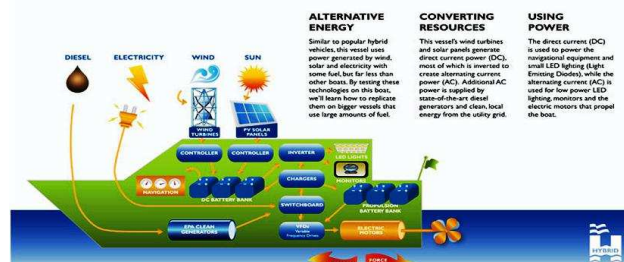 ALTERNATIVE
ENERGY
Similar to popular hybrid
vehicles, this vessel uses
power generated by wind,
solar and electricity with
some fuel, but far less than
other boats. By testing these
technologies on this boat,
we'll learn how to replicate
them on bigger vessels that
use large amounts of fuel.
CONVERTING
RESOURCES
This vessel's wind turbines
and solar panels generate
direct current power (DC),
most of which is inverted to
create alternating current
power (AC). Additional AC
power is supplied by
state-of-the-art diesel
generators and clean, local
energy from the utility grid.
USING
POWER
The direct current (DC)
is used to power the
navigational equipment and
small LED lighting (Light
Emitting Diodes), while the
alternating current (AC) is
used for low power LED
lighting, monitors and the
electric motors that propel
the boat.
DIESEL
ELECTRICITY
WIND
SUN
WIND
TURBINES
PV SOLAR
PANELS
CONTROLLER
CONTROLLER
INVERTER
LED LIGHTS
NAVIGATION
DC BATTERY BANK
CHARGERS
MONITORS
SWITCHBOARD
PROPULSION
BATTERY BANK
EPA CLEAN
GENERATORS
VFDs
Variable
Frequency Drives
ELECTRIC
MOTORS
FORCE
HYBRID